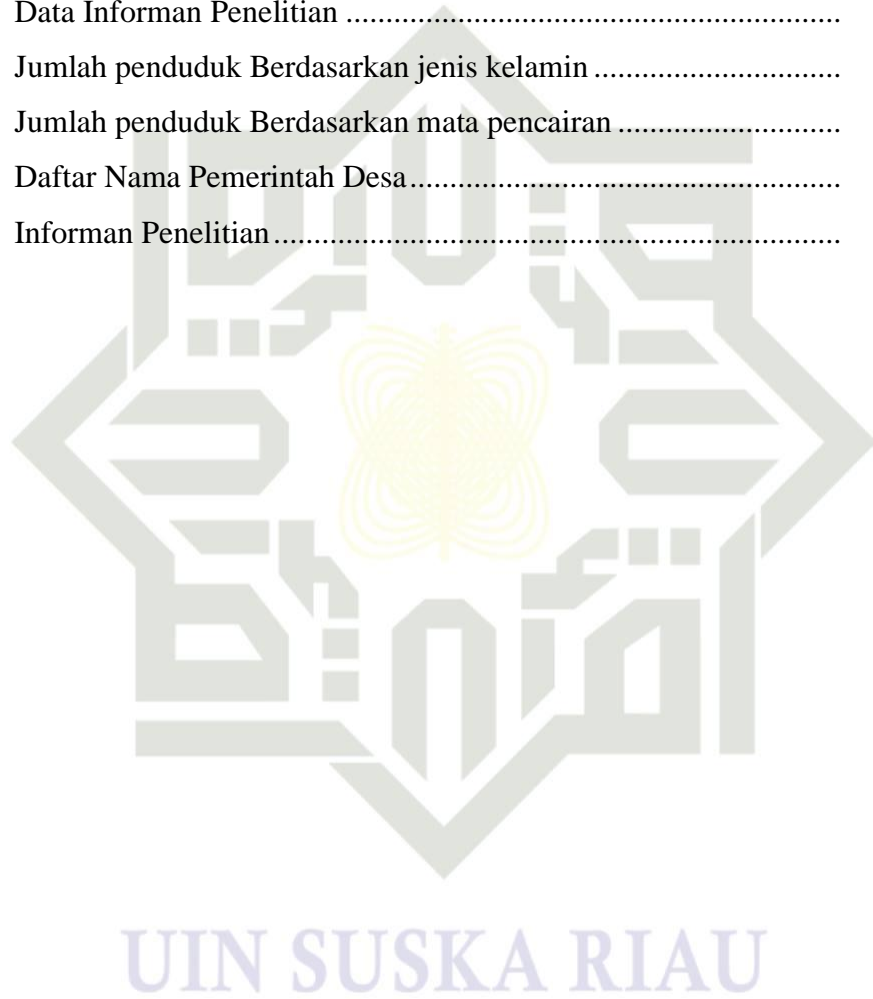 Data Informan Penelitian .............................................................
Jumlah penduduk Berdasarkan jenis kelamin ..............................
Jumlah penduduk Berdasarkan mata pencairan ...........................
Daftar Nama Pemerintah Desa.....................................................
Informan Penelitian......................................................................
UIN SUSKA RIAU